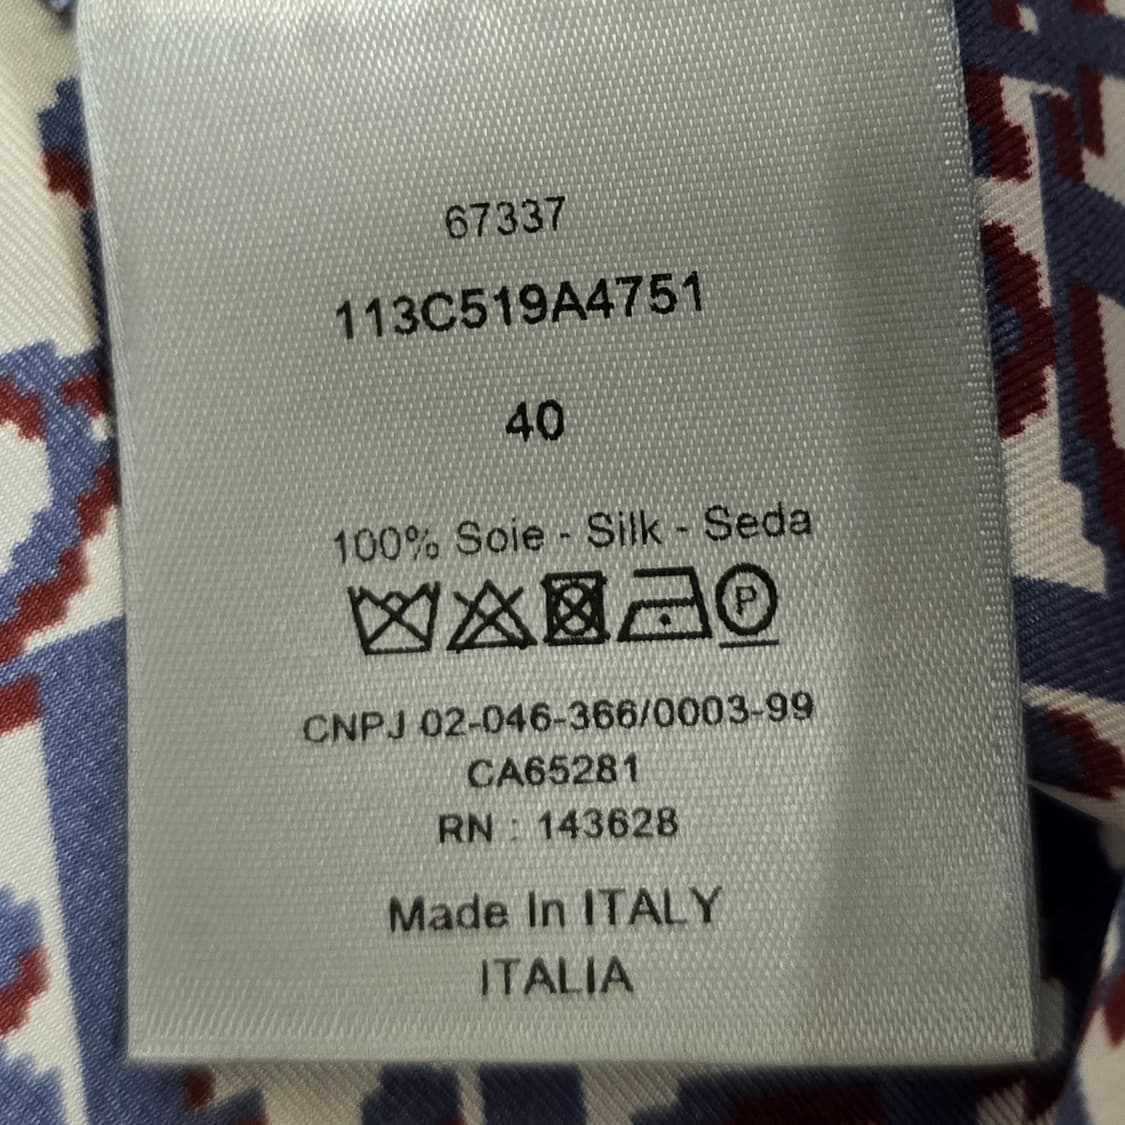 67337
113C519A4751
40
100% Soie - Silk - Seda
P
CNPJ 02-046-366/0003-99
CA65281
RN : 143628
Made In ITALY
ITALIA